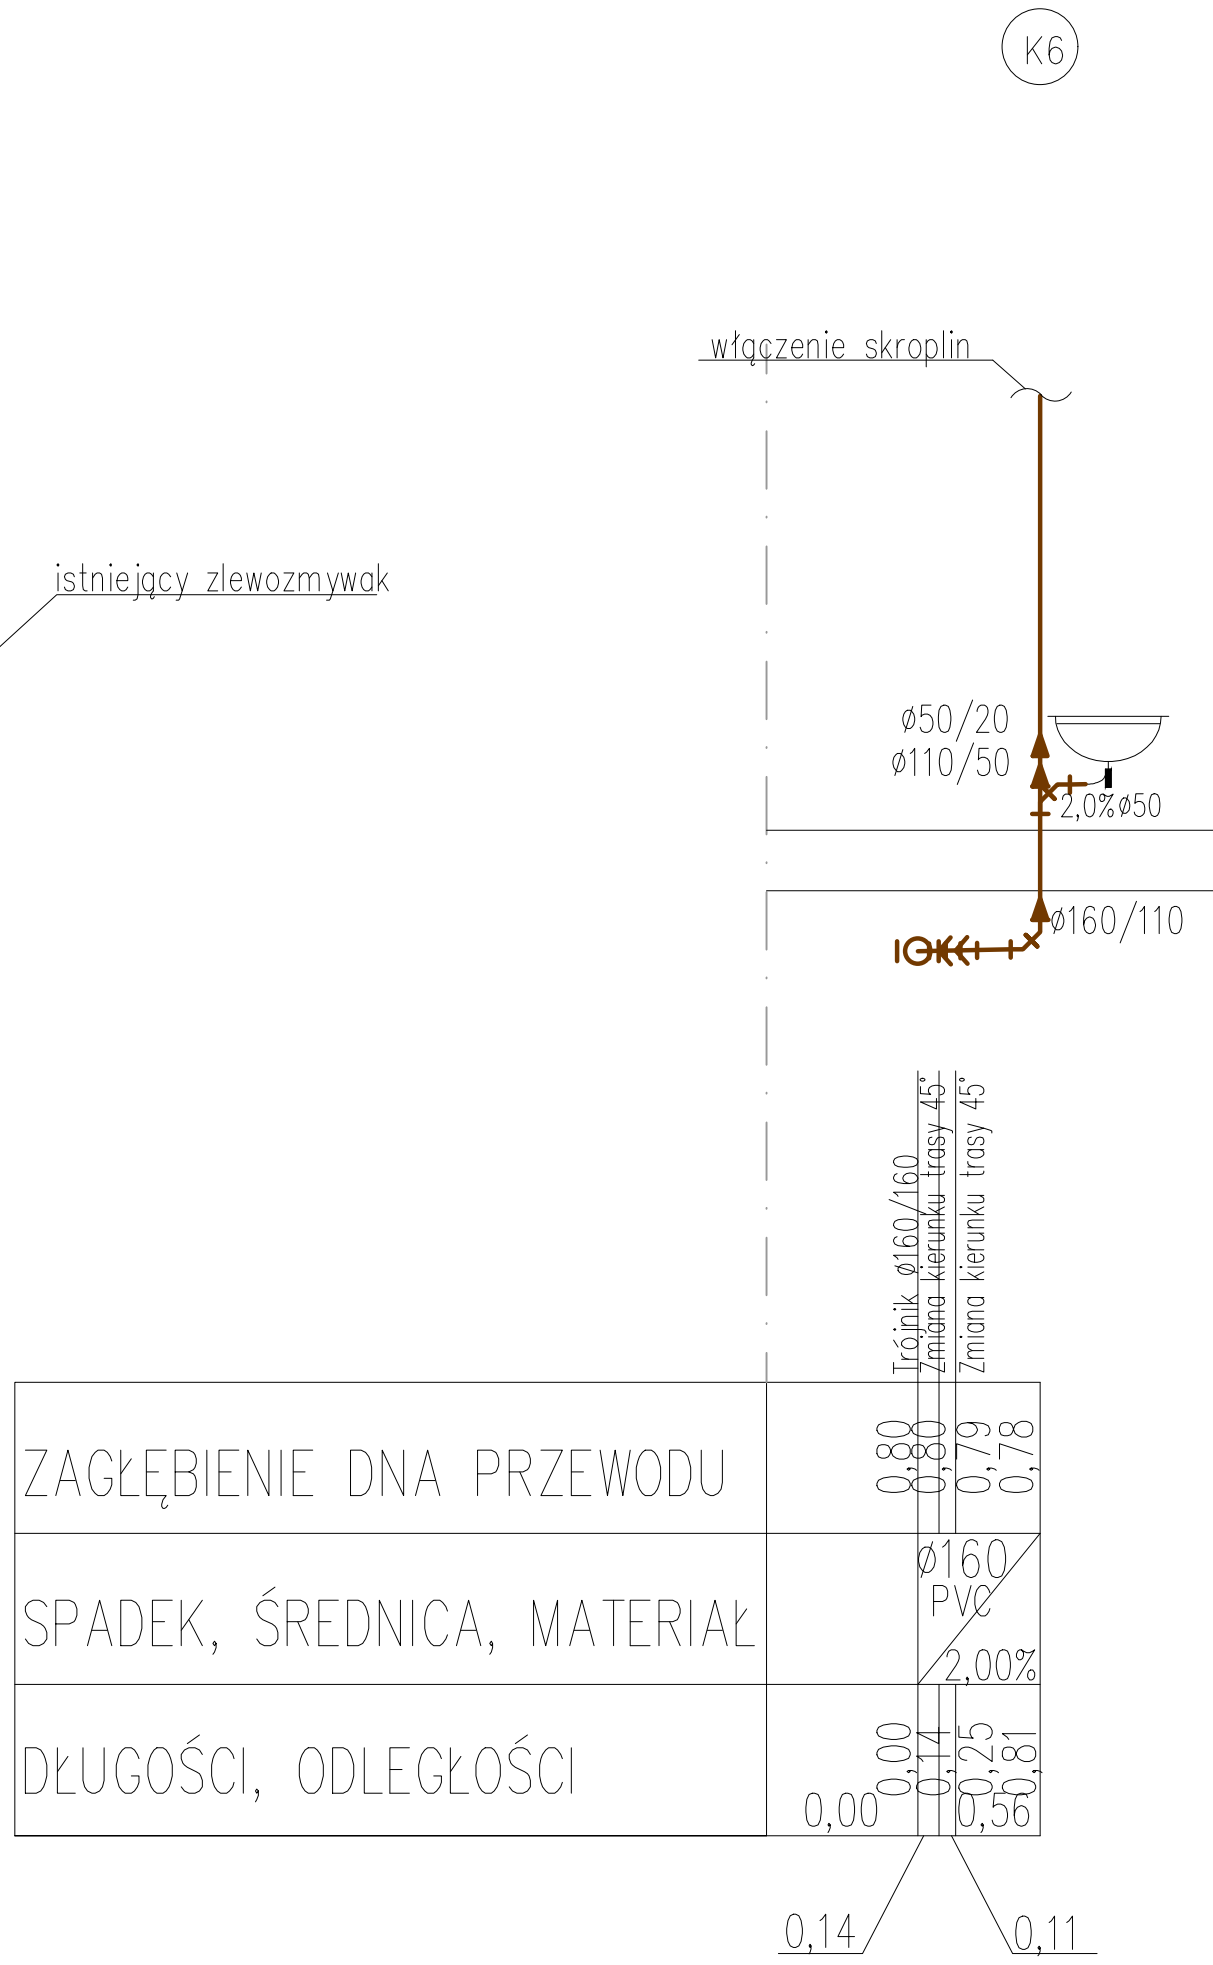 K6
włączenie skroplin
istniejący zlewozmywak
ø50/20
ø110/50
2,0%ø50
ø160/110
Trójnik ø160/160
Zmiana kierunku trasy 45°
Zmiana kierunku trasy 45°
ZAGŁĘBIENIE DNA PRZEWODU
0,80
0,80
0,79
0,78
SPADEK, ŚREDNICA, MATERIAŁ
Ø160
PVC
2,00%
DŁUGOŚCI, ODLEGŁOŚCI
0,00
0,14
0,25
0,81
0,00
0,56
0,14
0,11